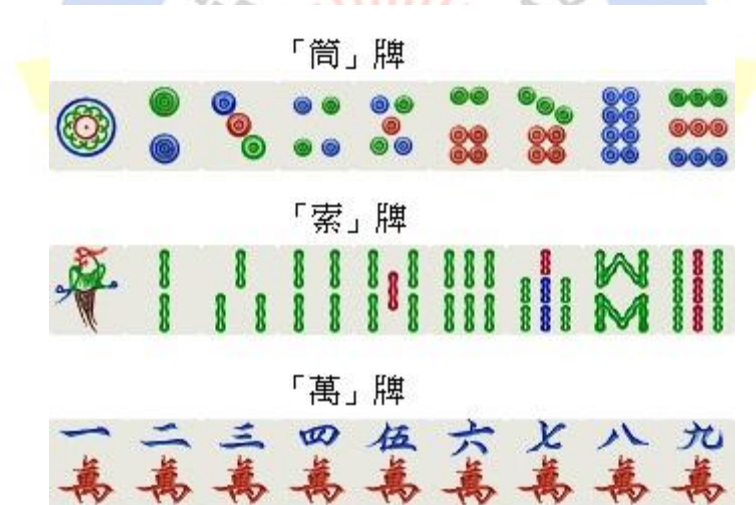 「筒」牌
「索」牌
「萬」牌
一 二 三 四 伍 六 七 八 九
萬 萬 萬 萬 萬 萬 萬 萬 萬